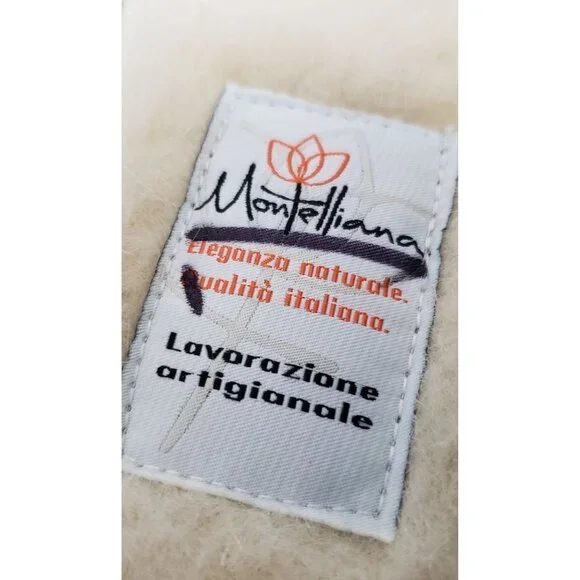 Montelliana
Eleganza naturale.
Qualità italiana.
Lavorazione
artigianale